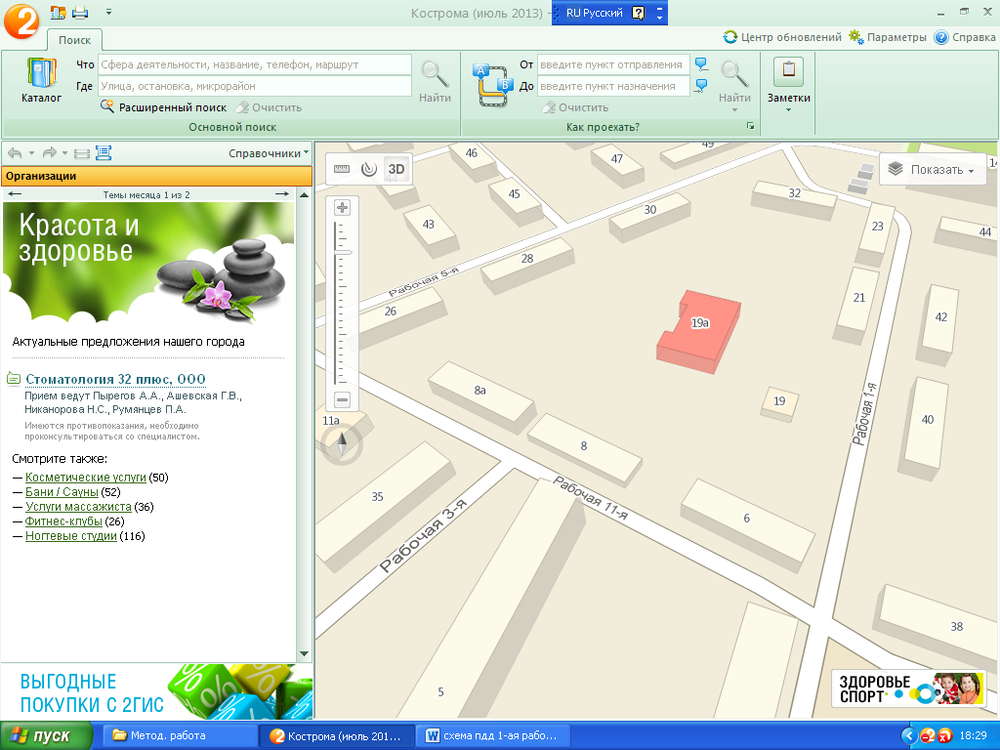 Кострома (июль 2013)
RU Русский
Поиск
Центр обновлений
Параметры
Справка
Каталог
Что
Сфера деятельности, название, телефон, маршрут
Где
Улица, остановка, микрорайон
Расширенный поиск
Очистить
Найти
Основной поиск
От
введите пункт отправления
До
введите пункт назначения
Очистить
Найти
Как проехать?
Заметки
Справочники
Организации
Темы месяца 1 из 2
Красота и
здоровье
Актуальные предложения нашего города
Стоматология 32 плюс, ООО
Прием ведут Пырегов А.А., Ашевская Г.В.,
Никанорова Н.С., Румянцев П.А.
Имеются противопоказания, необходимо
проконсультироваться со специалистом.
Смотрите также:
— Косметические услуги (50)
— Бани / Сауны (52)
— Услуги массажиста (36)
— Фитнес-клубы (26)
— Ногтевые студии (116)
ВЫГОДНЫЕ
ПОКУПКИ С 2ГИС
3D
Показать
46
47
49
14
45
43
30
32
23
44
28
21
26
42
19а
8а
19
11а
40
8
35
6
38
5
Рабочая 5-я
Рабочая 1-я
Рабочая 11-я
Рабочая 3-я
ЗДОРОВЬЕ
СПОРТ
пуск
Метод. работа
Кострома (июль 201...
схема пдд 1-ая рабо...
18:29